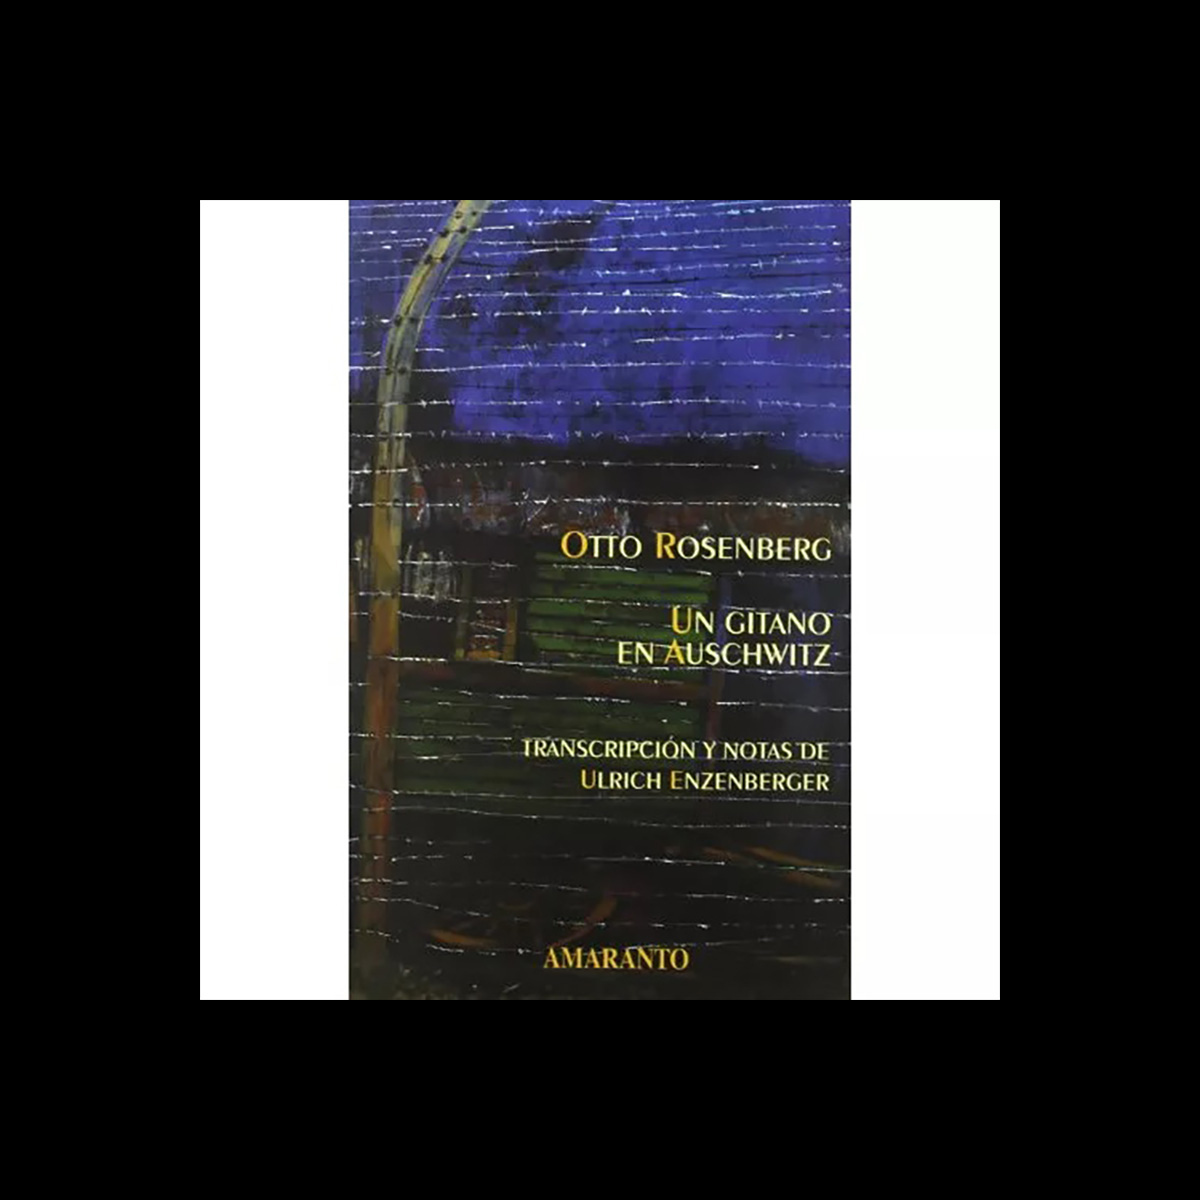 Otto Rosenberg
Un gitano
en Auschwitz
transcripción y notas de
Ulrich Enzenberger
AMARANTO